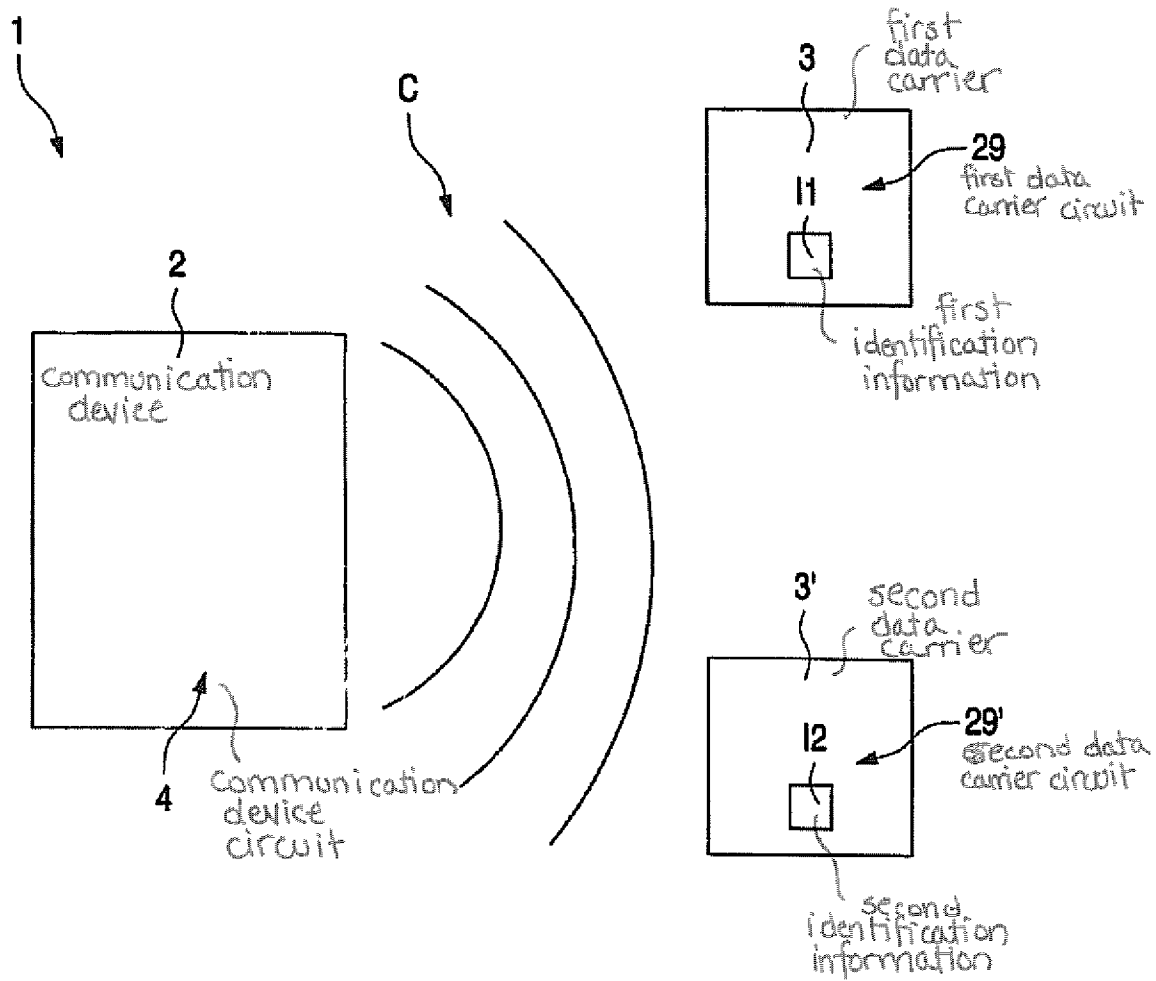 1
C
first
data
carrier
3
29
first data
carrier circuit
I1
first
identification
information
2
communication
device
4
communication
device
circuit
3'
second
data
carrier
29'
second data
carrier circuit
I2
second
identification
information